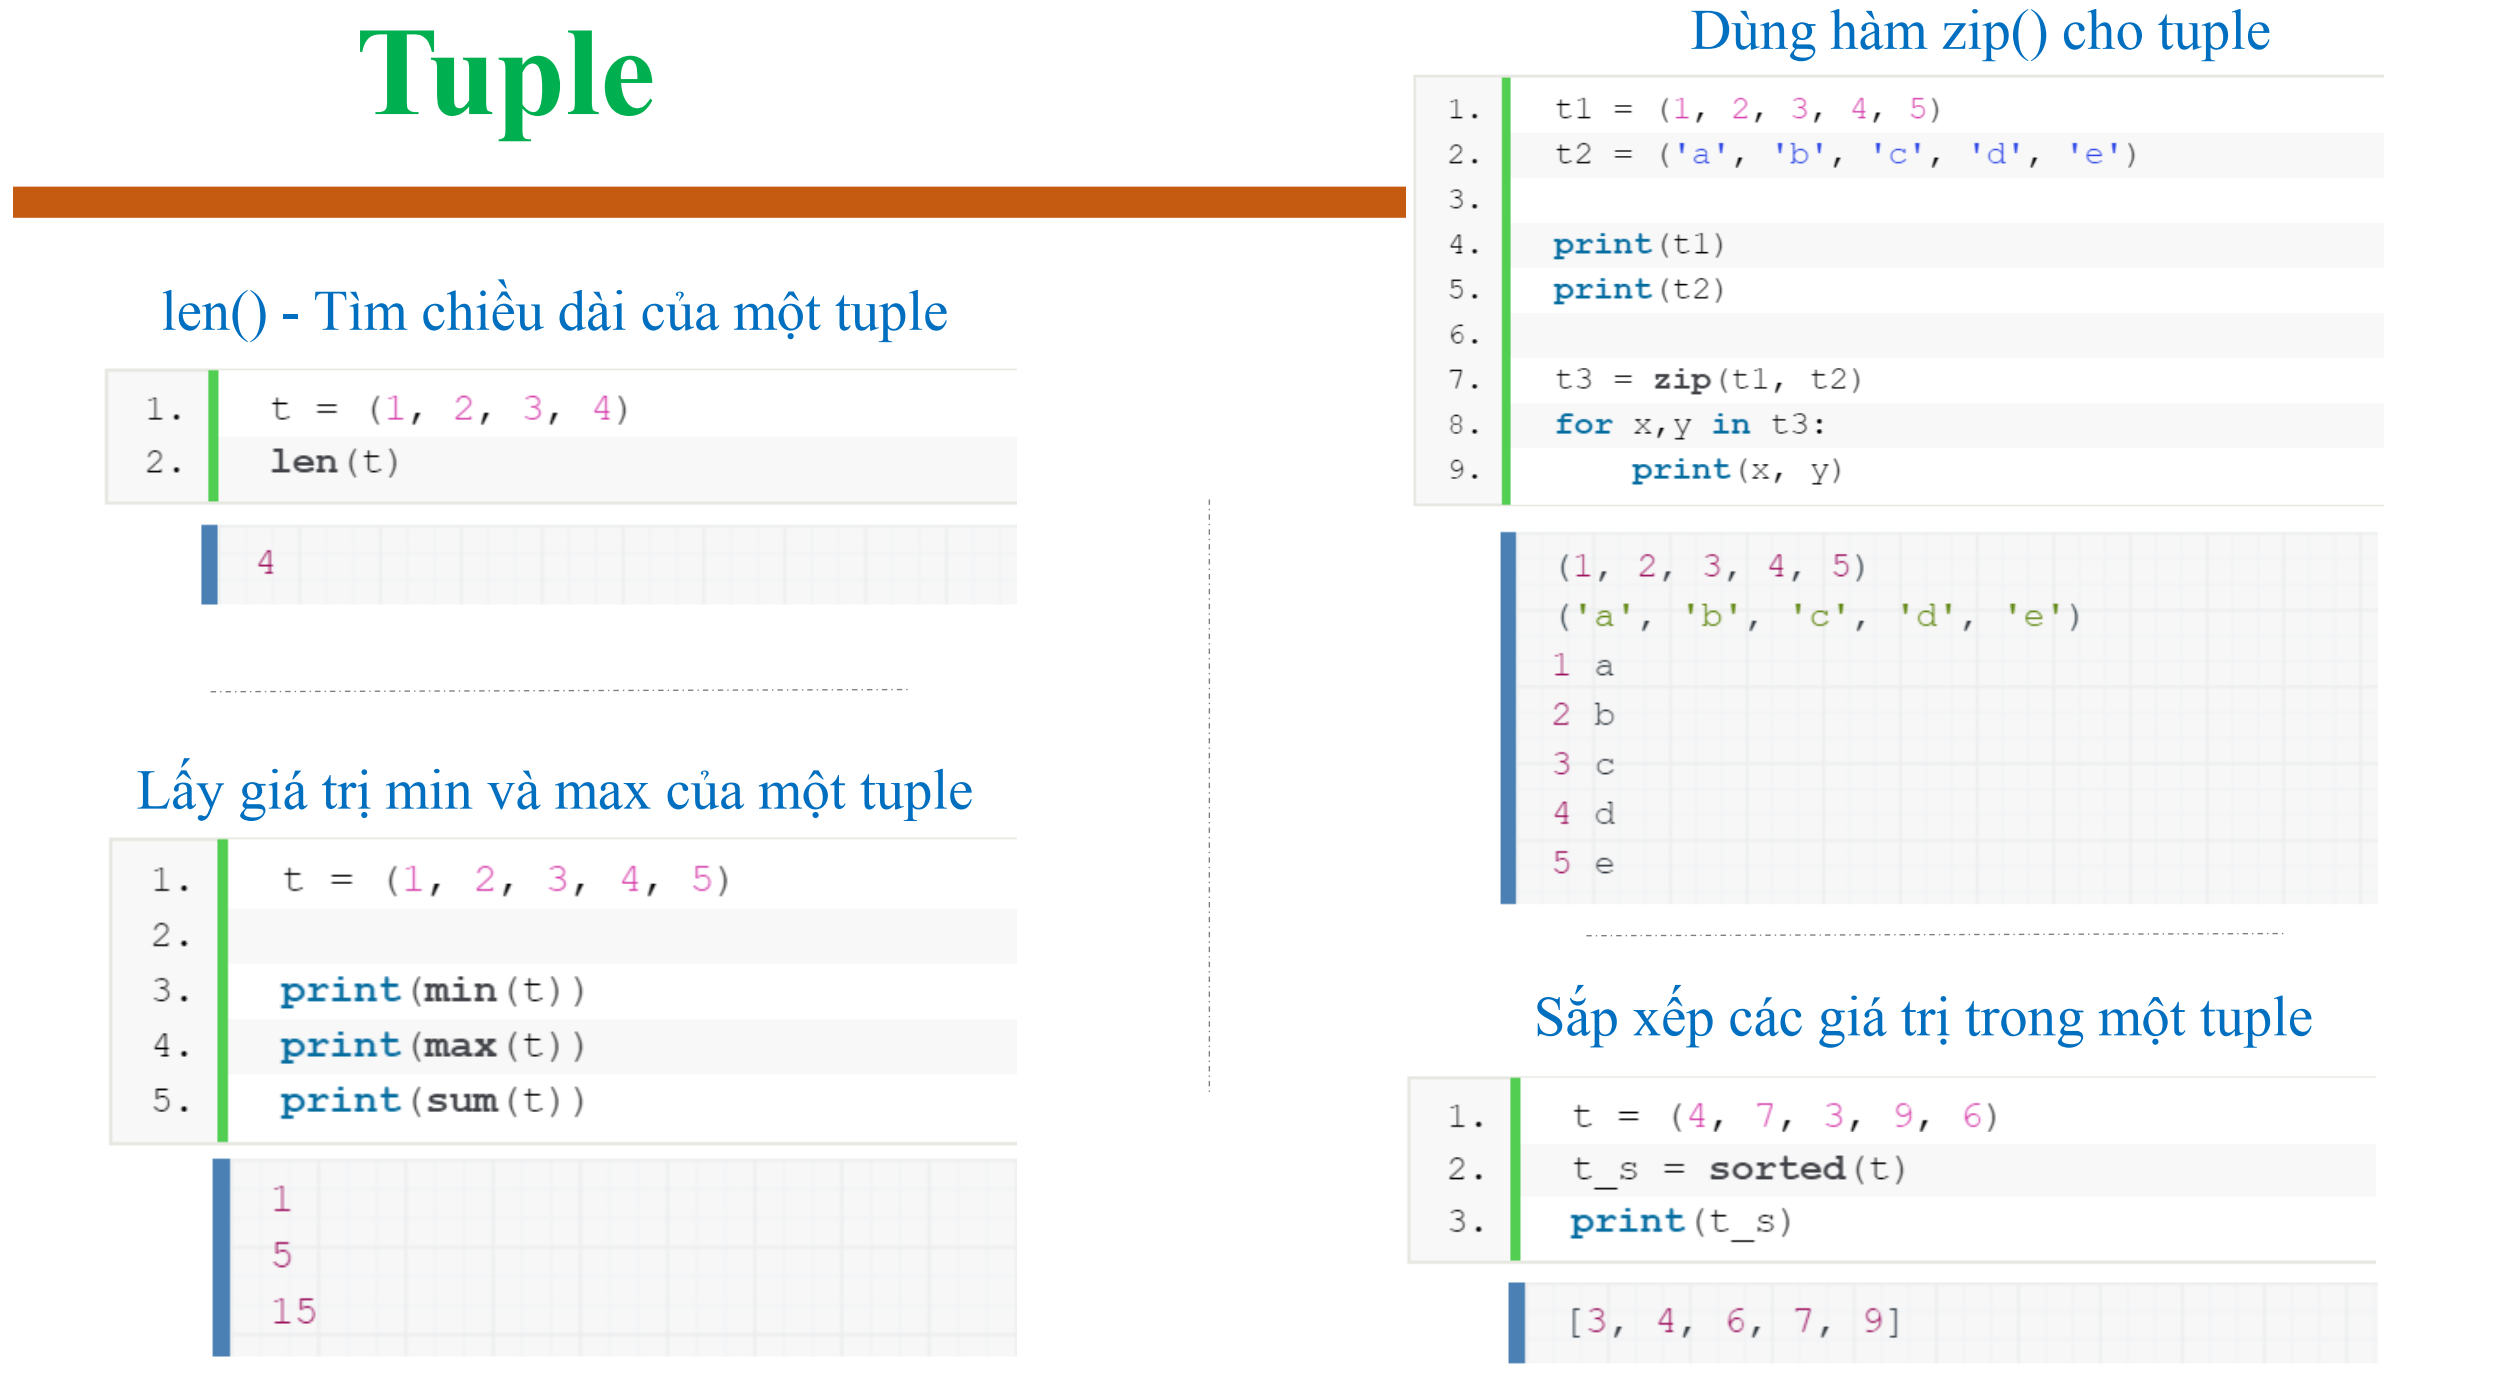 Tuple
len() - Tìm chiều dài của một tuple
1. t = (1, 2, 3, 4)
2. len(t)
4
Lấy giá trị min và max của một tuple
1. t = (1, 2, 3, 4, 5)
2.
3. print(min(t))
4. print(max(t))
5. print(sum(t))
1
5
15
Dùng hàm zip() cho tuple
1. t1 = (1, 2, 3, 4, 5)
2. t2 = ('a', 'b', 'c', 'd', 'e')
3.
4. print(t1)
5. print(t2)
6.
7. t3 = zip(t1, t2)
8. for x,y in t3:
9.     print(x, y)
(1, 2, 3, 4, 5)
('a', 'b', 'c', 'd', 'e')
1 a
2 b
3 c
4 d
5 e
Sắp xếp các giá trị trong một tuple
1. t = (4, 7, 3, 9, 6)
2. t_s = sorted(t)
3. print(t_s)
[3, 4, 6, 7, 9]